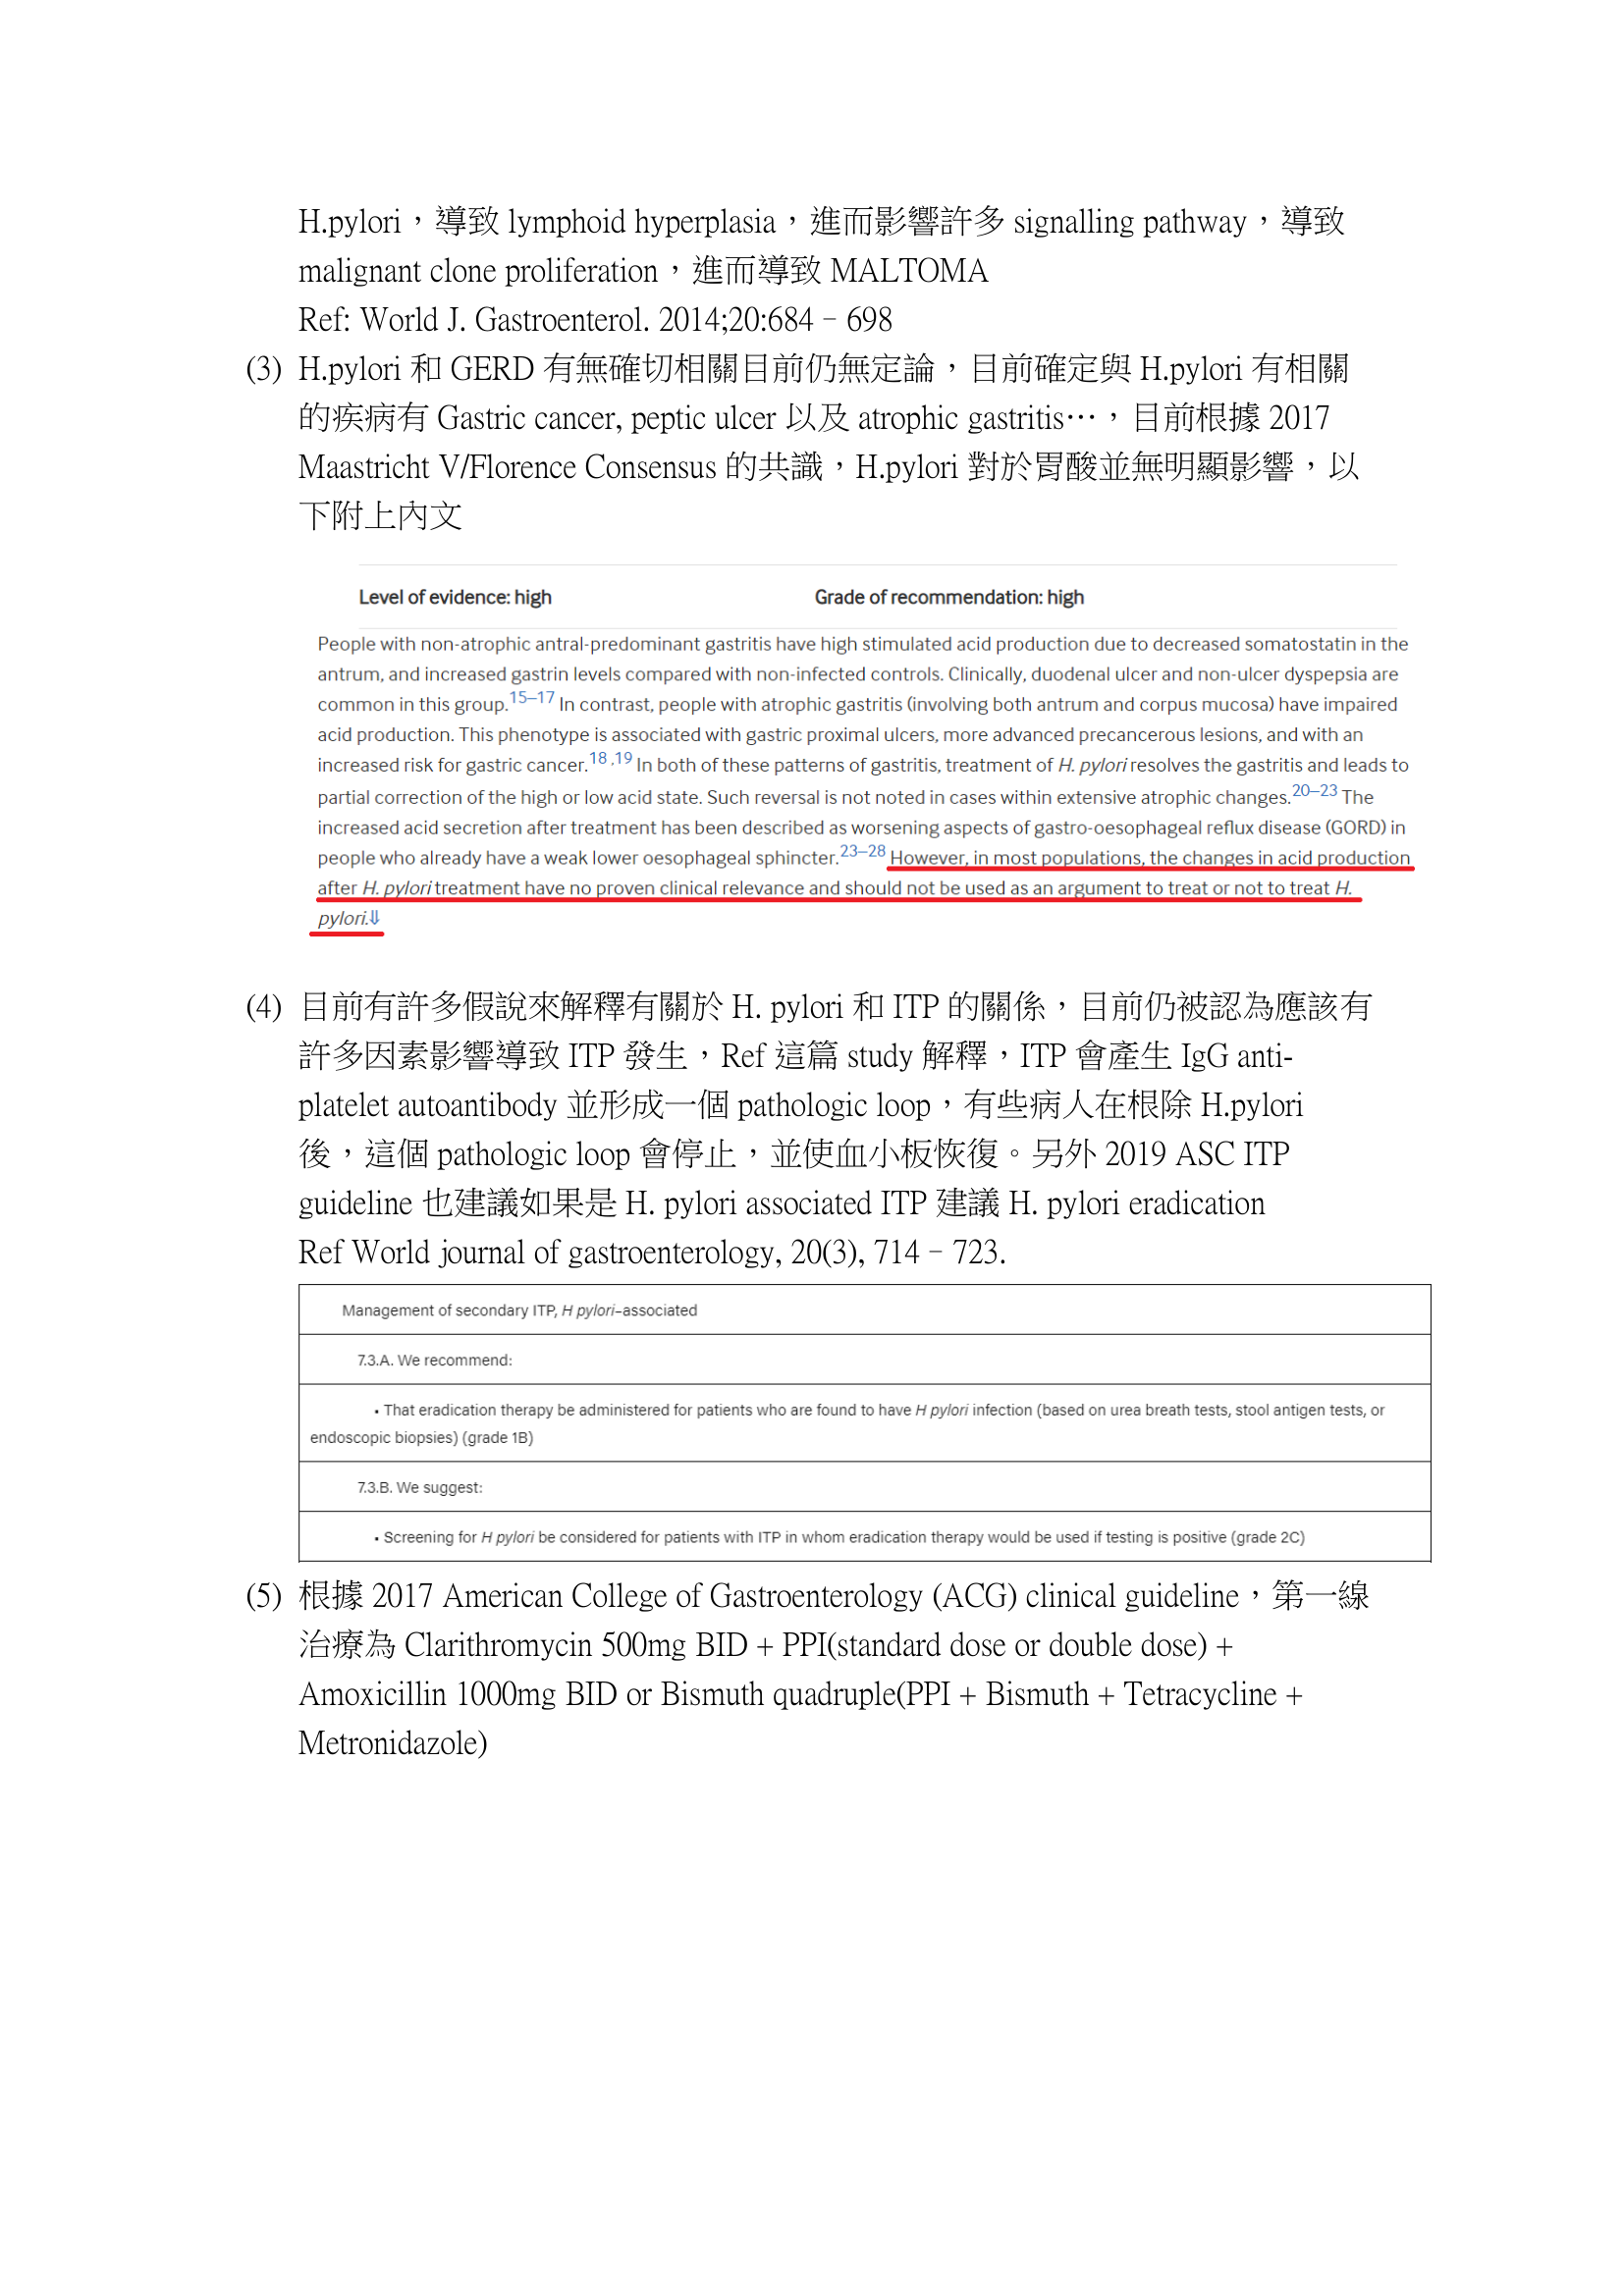 H.pylori，導致 lymphoid hyperplasia，進而影響許多 signalling pathway，導致
malignant clone proliferation，進而導致 MALTOMA
Ref: World J. Gastroenterol. 2014;20:684–698
(3) H.pylori 和 GERD 有無確切相關目前仍無定論，目前確定與 H.pylori 有相關
的疾病有 Gastric cancer, peptic ulcer 以及 atrophic gastritis…，目前根據 2017
Maastricht V/Florence Consensus 的共識，H.pylori 對於胃酸並無明顯影響，以
下附上內文
Level of evidence: high Grade of recommendation: high
People with non-atrophic antral-predominant gastritis have high stimulated acid production due to decreased somatostatin in the
antrum, and increased gastrin levels compared with non-infected controls. Clinically, duodenal ulcer and non-ulcer dyspepsia are
common in this group.15–17 In contrast, people with atrophic gastritis (involving both antrum and corpus mucosa) have impaired
acid production. This phenotype is associated with gastric proximal ulcers, more advanced precancerous lesions, and with an
increased risk for gastric cancer.18 ,19 In both of these patterns of gastritis, treatment of H. pylori resolves the gastritis and leads to
partial correction of the high or low acid state. Such reversal is not noted in cases within extensive atrophic changes.20–23 The
increased acid secretion after treatment has been described as worsening aspects of gastro-oesophageal reflux disease (GORD) in
people who already have a weak lower oesophageal sphincter.23–28 However, in most populations, the changes in acid production
after H. pylori treatment have no proven clinical relevance and should not be used as an argument to treat or not to treat H.
pylori.⇓
(4) 目前有許多假說來解釋有關於 H. pylori 和 ITP 的關係，目前仍被認為應該有
許多因素影響導致 ITP 發生，Ref 這篇 study 解釋，ITP 會產生 IgG anti-
platelet autoantibody 並形成一個 pathologic loop，有些病人在根除 H.pylori
後，這個 pathologic loop 會停止，並使血小板恢復。另外 2019 ASC ITP
guideline 也建議如果是 H. pylori associated ITP 建議 H. pylori eradication
Ref World journal of gastroenterology, 20(3), 714–723.
Management of secondary ITP, H pylori–associated
7.3.A. We recommend:
• That eradication therapy be administered for patients who are found to have H pylori infection (based on urea breath tests, stool antigen tests, or
endoscopic biopsies) (grade 1B)
7.3.B. We suggest:
• Screening for H pylori be considered for patients with ITP in whom eradication therapy would be used if testing is positive (grade 2C)
(5) 根據 2017 American College of Gastroenterology (ACG) clinical guideline，第一線
治療為 Clarithromycin 500mg BID + PPI(standard dose or double dose) +
Amoxicillin 1000mg BID or Bismuth quadruple(PPI + Bismuth + Tetracycline +
Metronidazole)